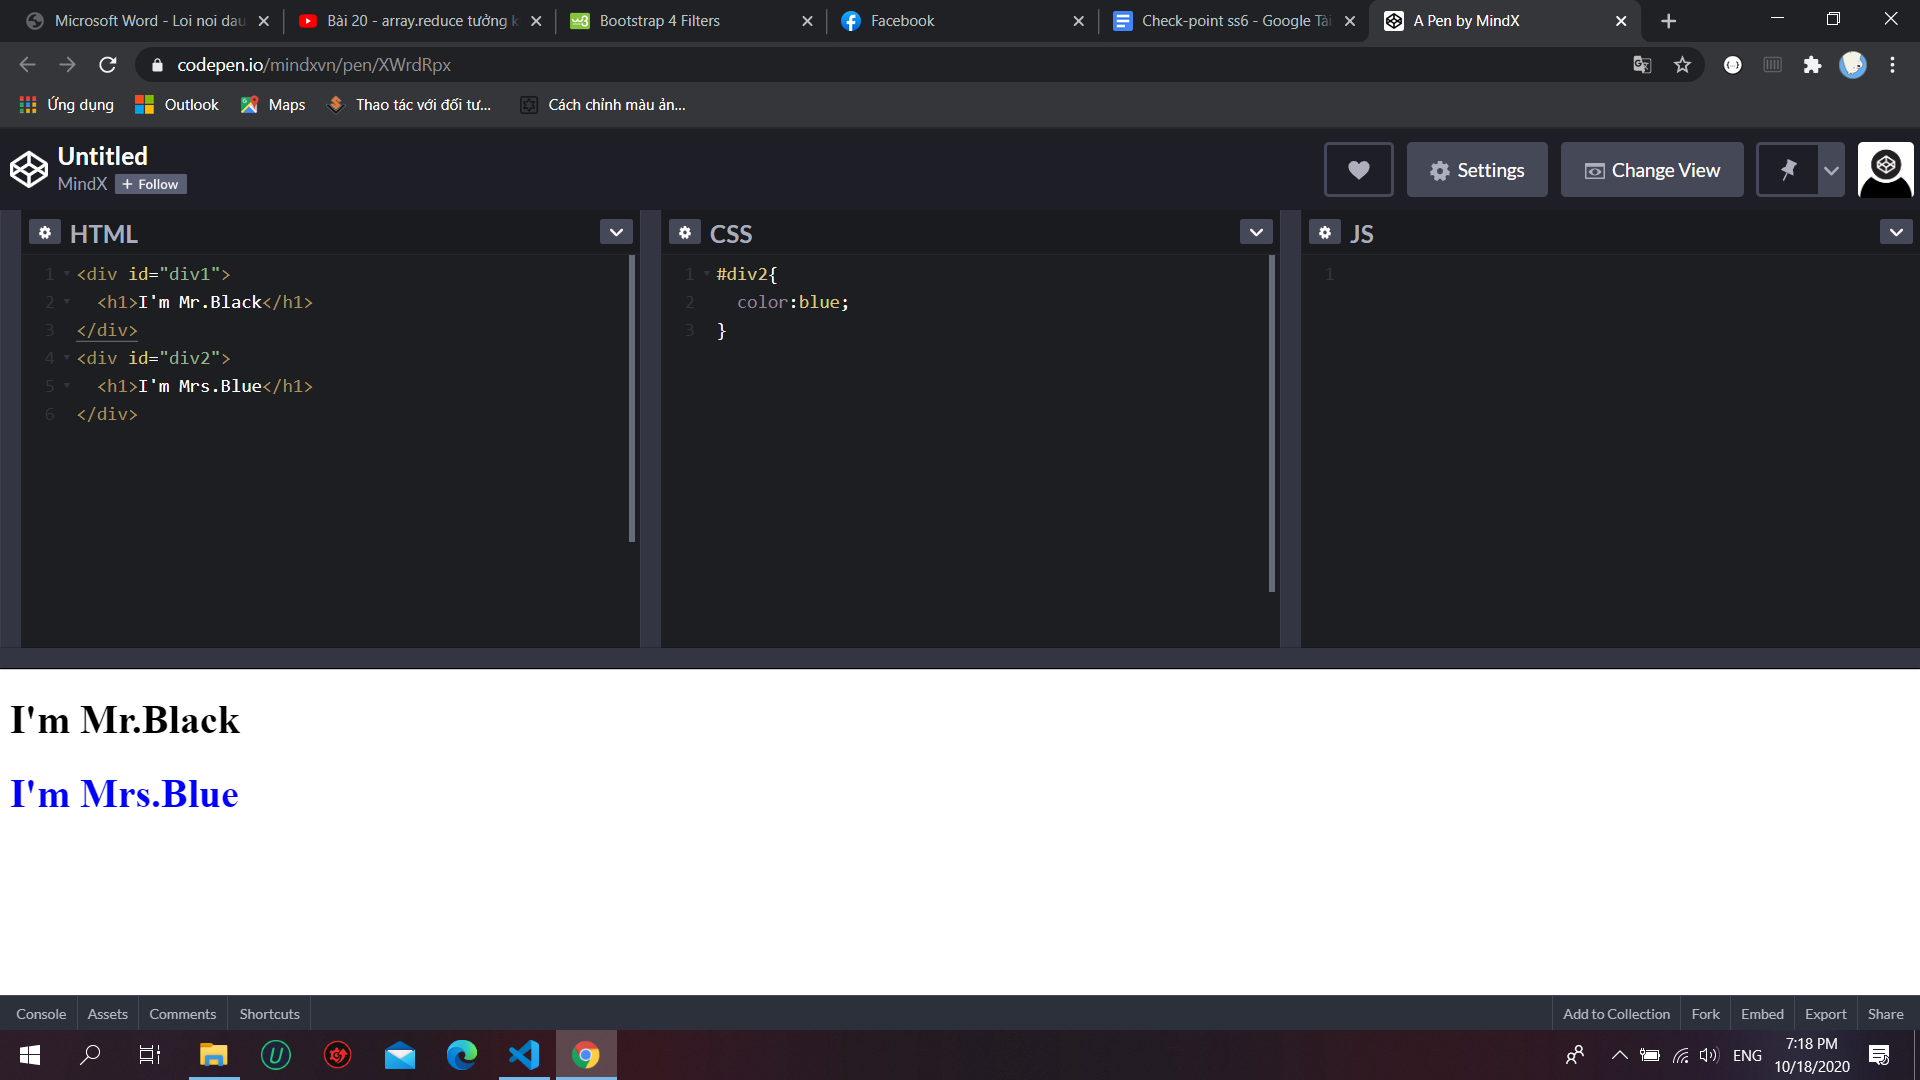 Microsoft Word - Loi noi dau
Bài 20 - array.reduce tưởng k
Bootstrap 4 Filters
Facebook
Check-point ss6 - Google Tài
A Pen by MindX
codepen.io/mindxvn/pen/XWrdRpx
Ứng dụng
Outlook
Maps
Thao tác với đối tư...
Cách chỉnh màu ản...
Untitled
MindX
+ Follow
Settings
Change View
HTML
1 <div id="div1">
2 <h1>I'm Mr.Black</h1>
3 </div>
4 <div id="div2">
5 <h1>I'm Mrs.Blue</h1>
6 </div>
CSS
1 #div2{
2 color:blue;
3 }
JS
1
I'm Mr.Black
I'm Mrs.Blue
Console
Assets
Comments
Shortcuts
Add to Collection
Fork
Embed
Export
Share
ENG
7:18 PM
10/18/2020